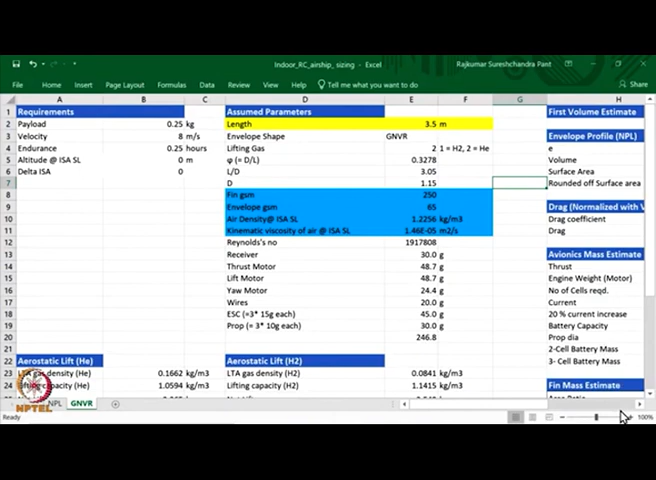 Indoor_RC_airship_ sizing - Excel
Rajkumar Sureshchandra Pant
File Home Insert Page Layout Formulas Data Review View Tell me what you want to do Share
A B C D E F G H
1 Requirements Assumed Parameters First Volume Estimate
2 Payload 0.25 kg Length 3.5 m
3 Velocity 8 m/s Envelope Shape GNVR Envelope Profile (NPL)
4 Endurance 0.25 hours Lifting Gas 2 1 = H2, 2 = He e
5 Altitude @ ISA SL 0 m φ (= D/L) 0.3278 Volume
6 Delta ISA 0 L/D 3.05 Surface Area
7 D 1.15 Rounded off Surface area
8 Fin gsm 250
9 Envelope gsm 65 Drag (Normalized with V
10 Air Density@ ISA SL 1.2256 kg/m3 Drag coefficient
11 Kinematic viscosity of air @ ISA SL 1.46E-05 m2/s Drag
12 Reynolds's no 1917808
13 Receiver 30.0 g Avionics Mass Estimate
14 Thrust Motor 48.7 g Thrust
15 Lift Motor 48.7 g Engine Weight (Motor)
16 Yaw Motor 24.4 g No of Cells reqd.
17 Wires 20.0 g Current
18 ESC (=3* 15g each) 45.0 g 20 % current increase
19 Prop (= 3* 10g each) 30.0 g Battery Capacity
20 246.8 Prop dia
21 2-Cell Battery Mass
22 Aerostatic Lift (He) Aerostatic Lift (H2) 3- Cell Battery Mass
23 LTA gas density (He) 0.1662 kg/m3 LTA gas density (H2) 0.0841 kg/m3
24 Lifting capacity (He) 1.0594 kg/m3 Lifting capacity (H2) 1.1415 kg/m3 Fin Mass Estimate
NPL GNVR
NPTEL
Ready 100%